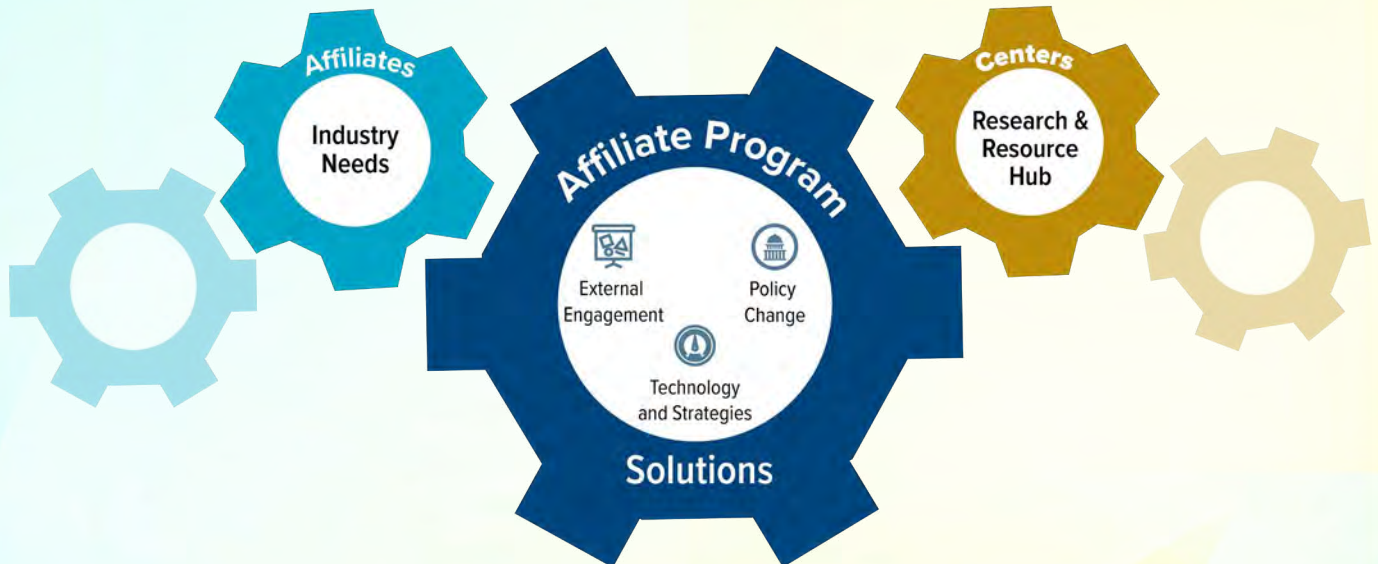 Affiliates
Industry
Needs
Affiliate Program
External
Engagement
Policy
Change
Technology
and Strategies
Solutions
Centers
Research &
Resource
Hub